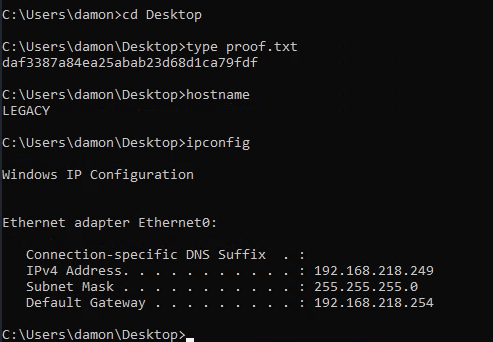 C:\Users\damon>cd Desktop
C:\Users\damon\Desktop>type proof.txt
daf3387a84ea25abab23d68d1ca79fdf
C:\Users\damon\Desktop>hostname
LEGACY
C:\Users\damon\Desktop>ipconfig
Windows IP Configuration
Ethernet adapter Ethernet0:
   Connection-specific DNS Suffix  . :
   IPv4 Address. . . . . . . . . . . : 192.168.218.249
   Subnet Mask . . . . . . . . . . . : 255.255.255.0
   Default Gateway . . . . . . . . . : 192.168.218.254
C:\Users\damon\Desktop>